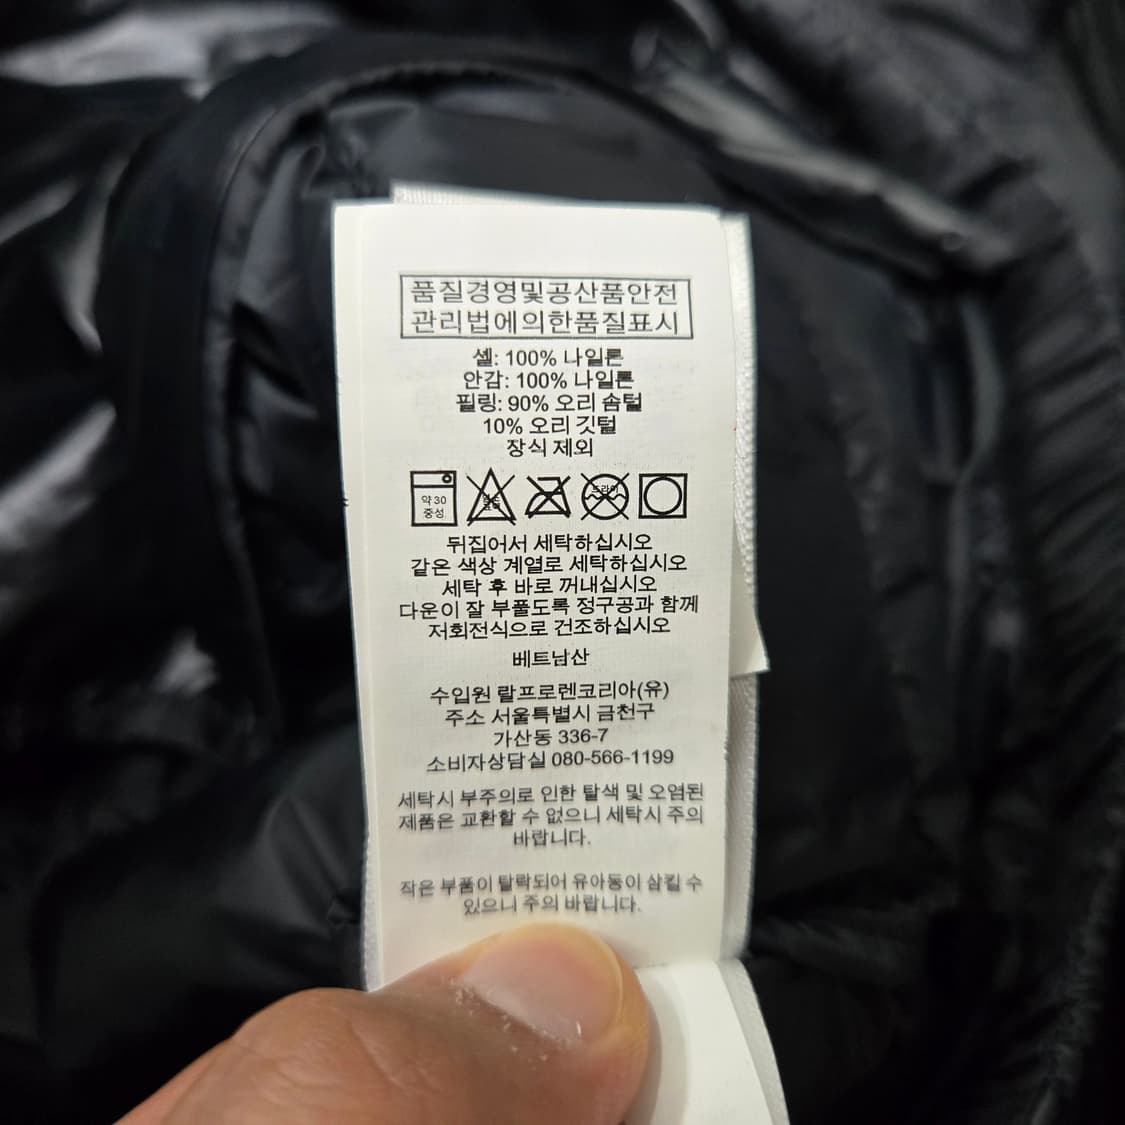 품질경영및공산품안전
관리법에의한품질표시
셸: 100% 나일론
안감: 100% 나일론
필링: 90% 오리 솜털
10% 오리 깃털
장식 제외
약 30
중성
드라이
뒤집어서 세탁하십시오
같은 색상 계열로 세탁하십시오
세탁 후 바로 꺼내십시오
다운이 잘 부풀도록 정구공과 함께
저회전식으로 건조하십시오
베트남산
수입원 랄프로렌코리아(유)
주소 서울특별시 금천구
가산동 336-7
소비자상담실 080-566-1199
세탁시 부주의로 인한 탈색 및 오염된
제품은 교환할 수 없으니 세탁시 주의
바랍니다.
작은 부품이 탈락되어 유아동이 삼킬 수
있으니 주의 바랍니다.